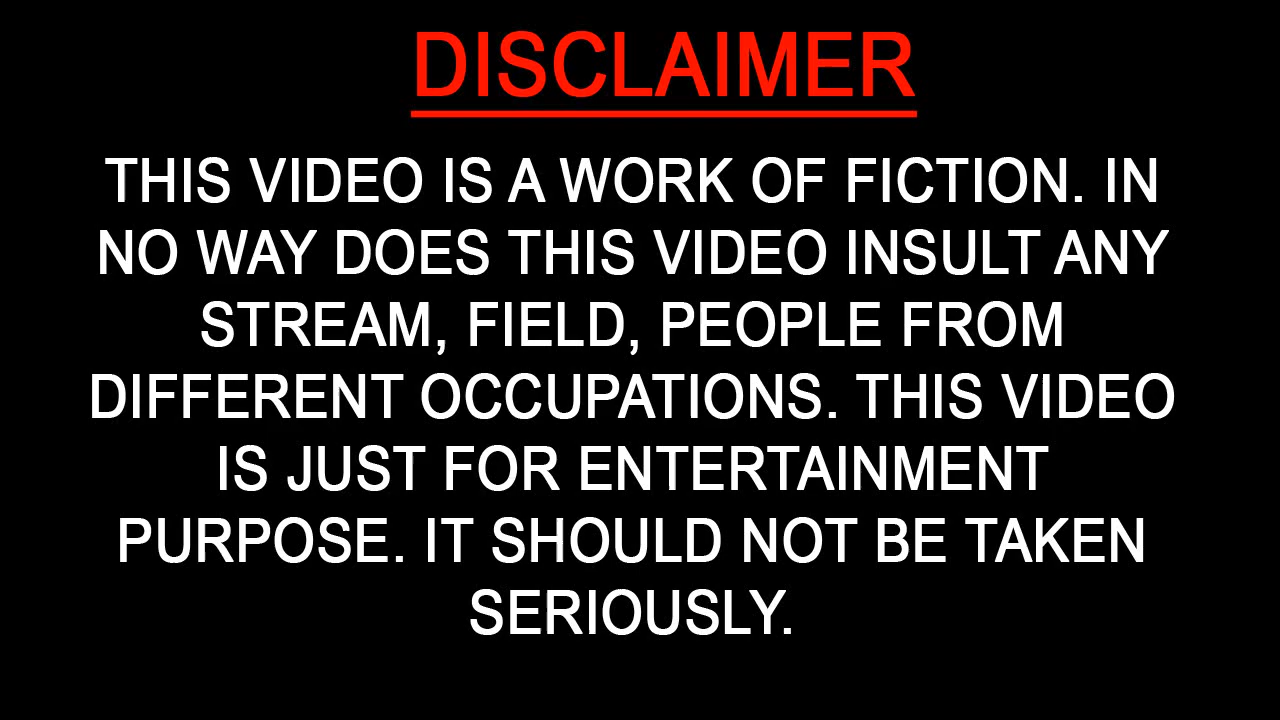 DISCLAIMER
THIS VIDEO IS A WORK OF FICTION. IN
NO WAY DOES THIS VIDEO INSULT ANY
STREAM, FIELD, PEOPLE FROM
DIFFERENT OCCUPATIONS. THIS VIDEO
IS JUST FOR ENTERTAINMENT
PURPOSE. IT SHOULD NOT BE TAKEN
SERIOUSLY.